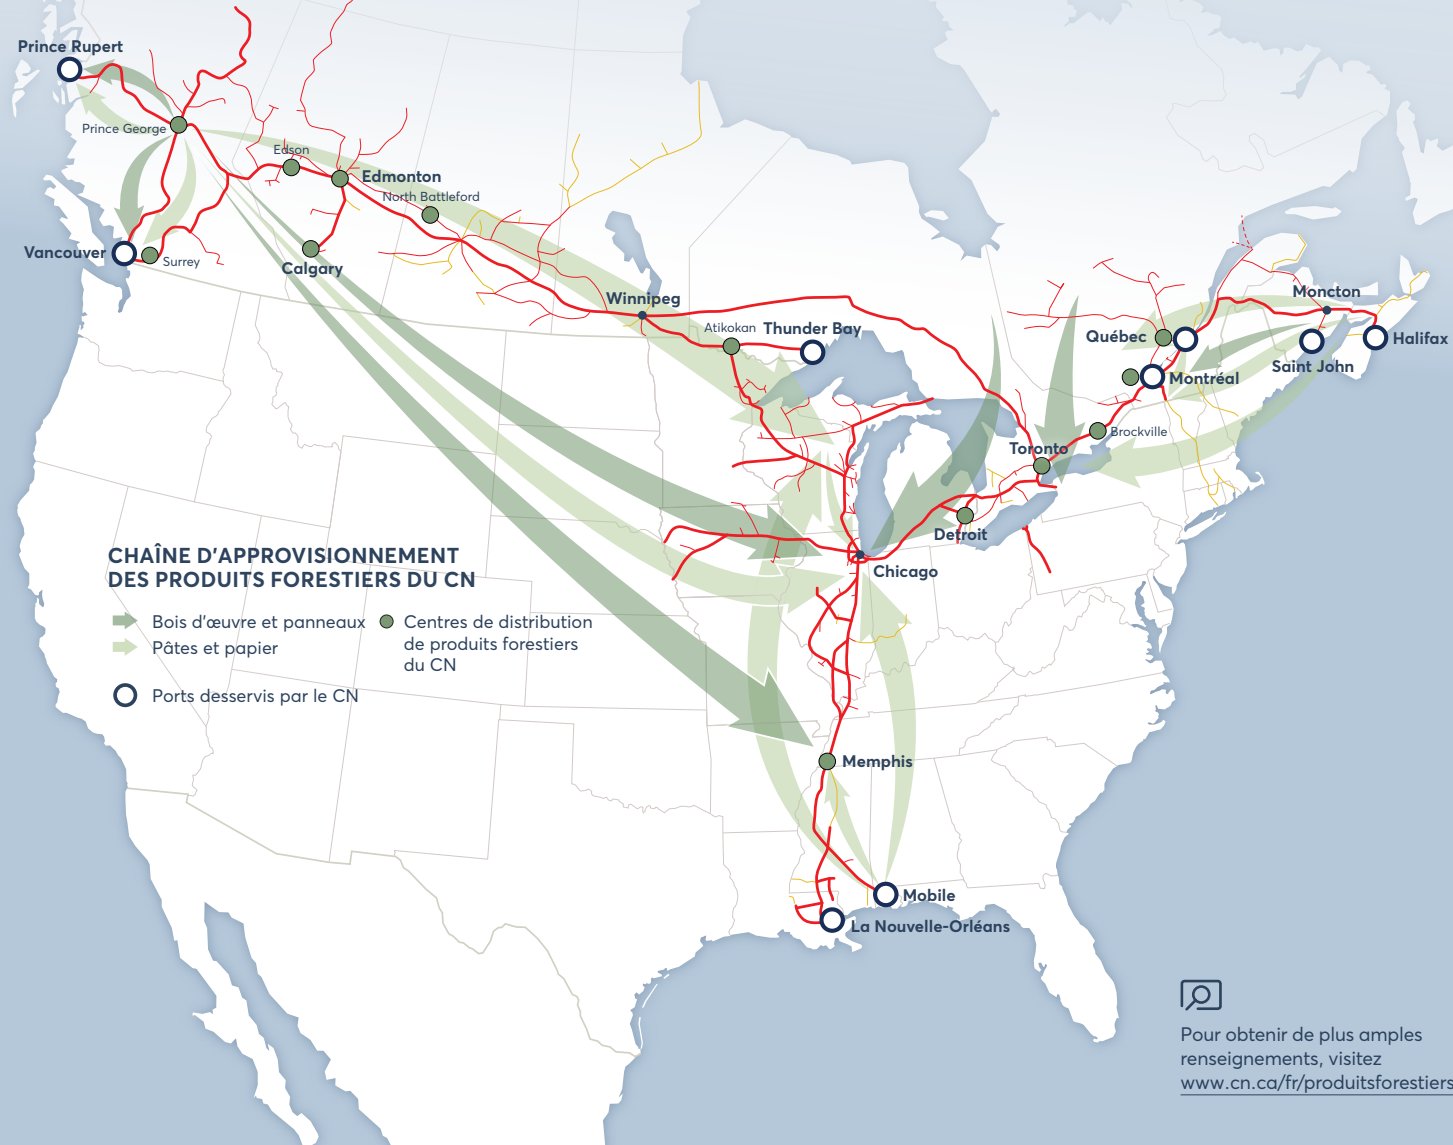 Prince Rupert
Prince George
Edson
Edmonton
North Battleford
Vancouver
Surrey
Calgary
Winnipeg
Atikokan
Thunder Bay
Moncton
Québec
Halifax
Saint John
Montréal
Brockville
Toronto
Detroit
Chicago
CHAÎNE D'APPROVISIONNEMENT
DES PRODUITS FORESTIERS DU CN
Bois d'œuvre et panneaux
Pâtes et papier
Ports desservis par le CN
Centres de distribution
de produits forestiers
du CN
Memphis
Mobile
La Nouvelle-Orléans
Pour obtenir de plus amples
renseignements, visitez
www.cn.ca/fr/produitsforestiers